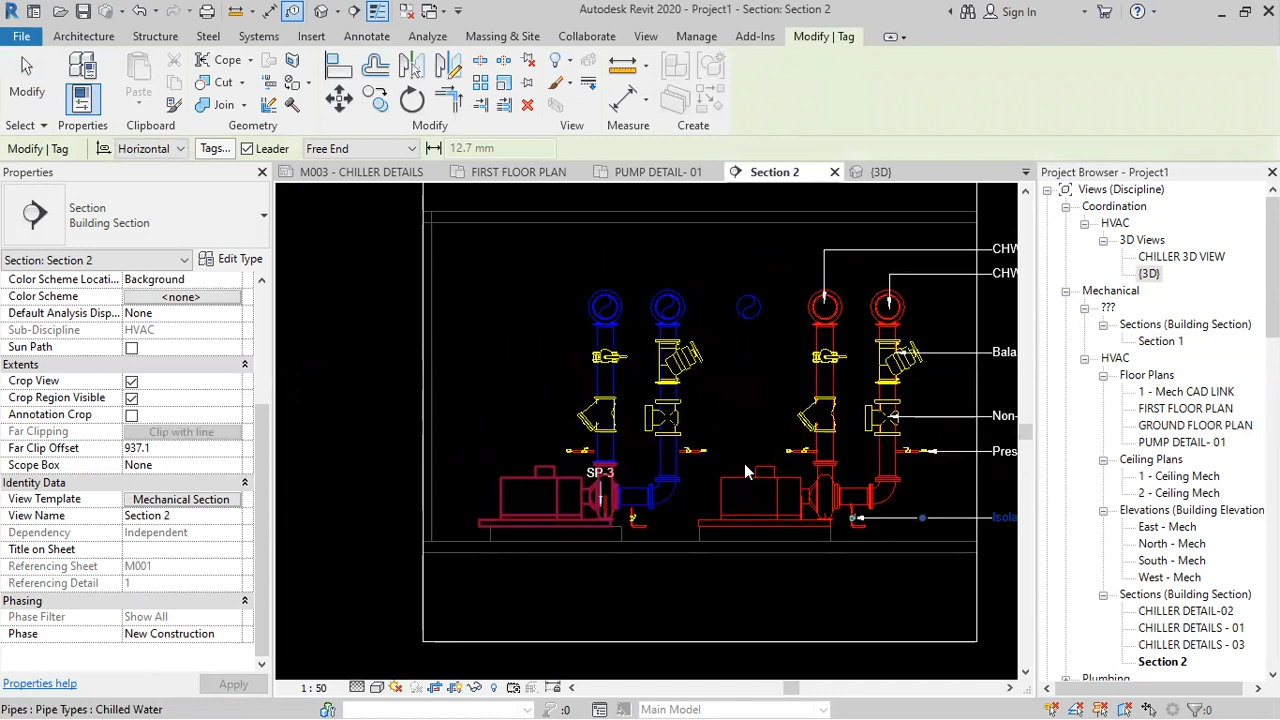 Autodesk Revit 2020 - Project1 - Section: Section 2
Sign In
File Architecture Structure Steel Systems Insert Annotate Analyze Massing & Site Collaborate View Manage Add-Ins Modify | Tag
Modify
Properties
Paste
Cope
Cut
Join
Select Properties Clipboard Geometry Modify View Measure Create
Modify | Tag Horizontal Tags... Leader Free End 12.7 mm
Properties
M003 - CHILLER DETAILS FIRST FLOOR PLAN PUMP DETAIL- 01 Section 2 {3D}
Project Browser - Project1
Section
Building Section
Section: Section 2 Edit Type
Color Scheme Locati... Background
Color Scheme <none>
Default Analysis Disp... None
Sub-Discipline HVAC
Sun Path
Extents
Crop View
Crop Region Visible
Annotation Crop
Far Clipping Clip with line
Far Clip Offset 937.1
Scope Box None
Identity Data
View Template Mechanical Section
View Name Section 2
Dependency Independent
Title on Sheet
Referencing Sheet M001
Referencing Detail 1
Phasing
Phase Filter Show All
Phase New Construction
Properties help Apply
CHW
CHW
Bala
Non-
Pres
SP-3
Isola
Views (Discipline)
Coordination
HVAC
3D Views
CHILLER 3D VIEW
{3D}
Mechanical
???
Sections (Building Section)
Section 1
HVAC
Floor Plans
1 - Mech CAD LINK
FIRST FLOOR PLAN
GROUND FLOOR PLAN
PUMP DETAIL- 01
Ceiling Plans
1 - Ceiling Mech
2 - Ceiling Mech
Elevations (Building Elevation
East - Mech
North - Mech
South - Mech
West - Mech
Sections (Building Section)
CHILLER DETAIL-02
CHILLER DETAILS - 01
CHILLER DETAILS - 03
Section 2
Plumbing
1 : 50
Pipes : Pipe Types : Chilled Water :0 Main Model :0